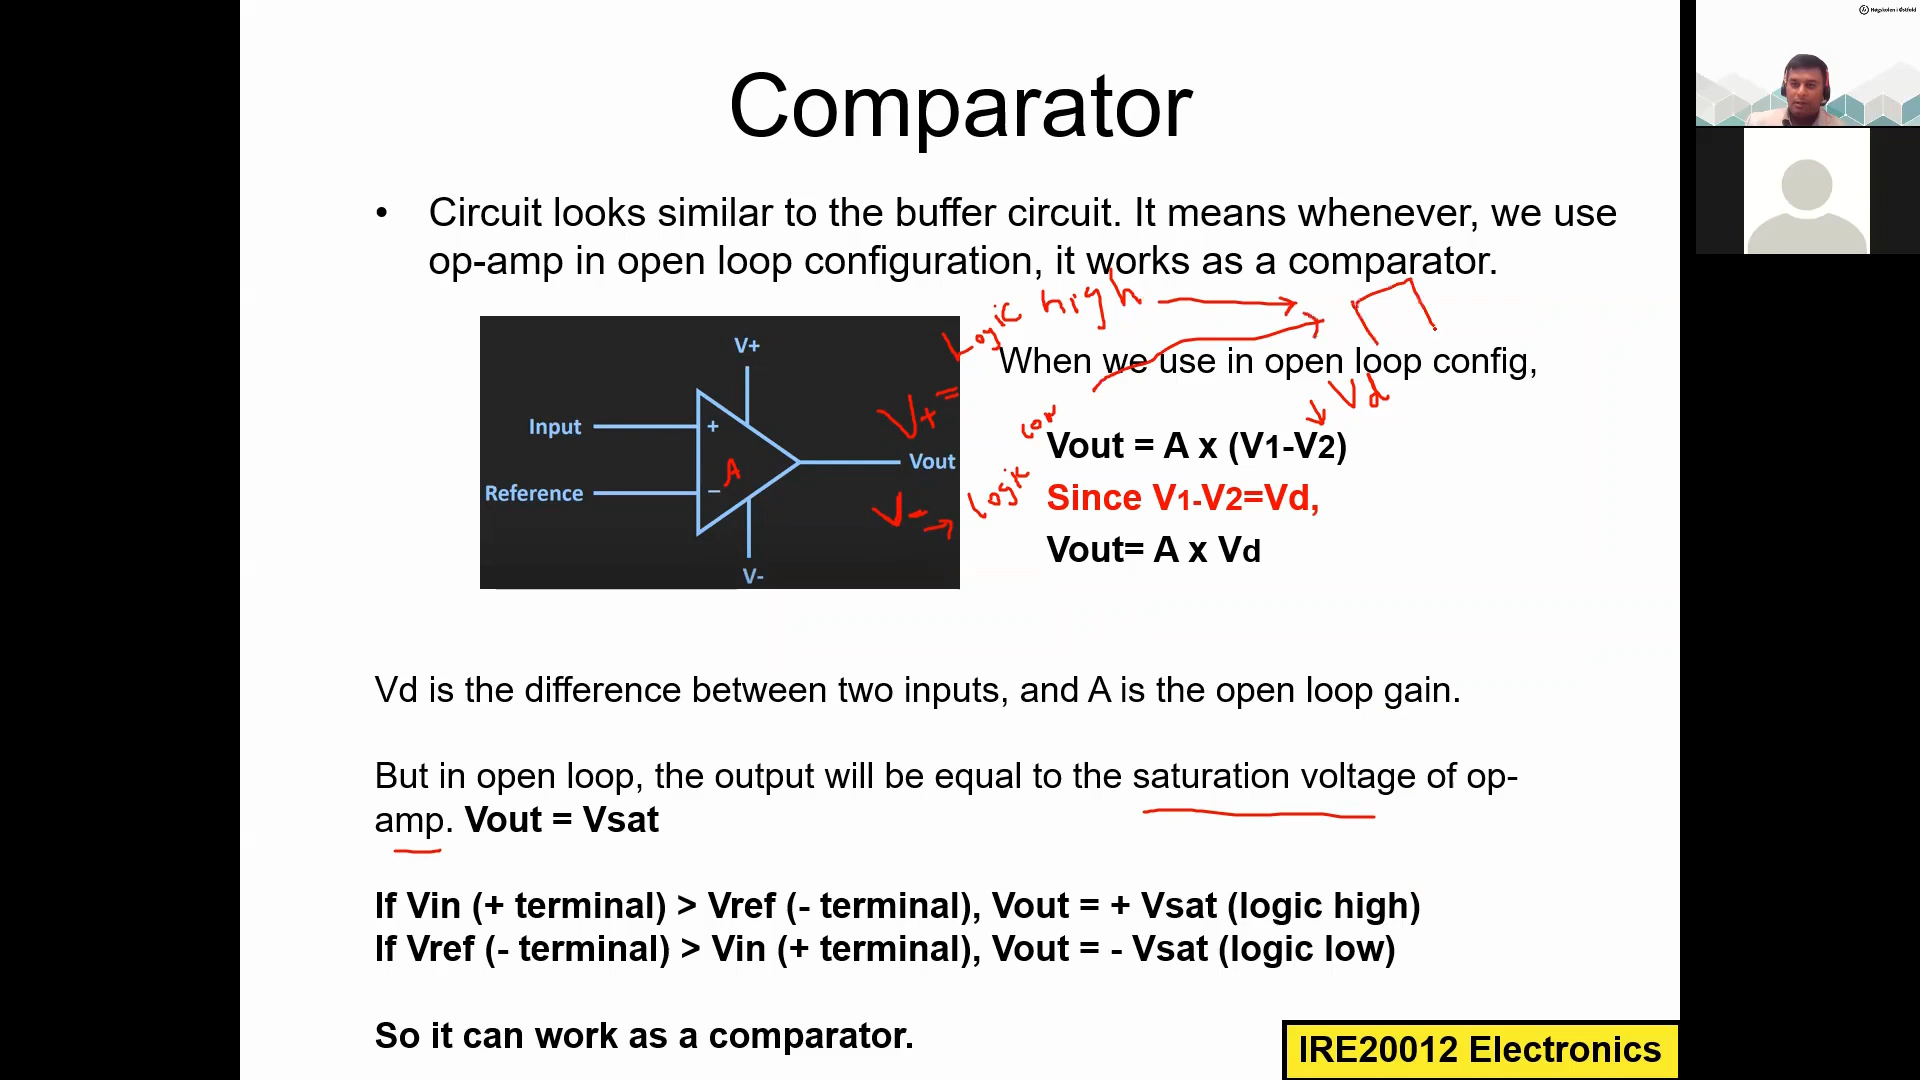 Høgskolen i Østfold
Comparator
• Circuit looks similar to the buffer circuit. It means whenever, we use
op-amp in open loop configuration, it works as a comparator.
Logic high
When we use in open loop config,
V+
Input
+
V+ =
Vd
Vout = A x (V1-V2)
A
Vout
Reference
−
V- → Logic low
Since V1-V2=Vd,
Vout= A x Vd
V-
Vd is the difference between two inputs, and A is the open loop gain.
But in open loop, the output will be equal to the saturation voltage of op-
amp. Vout = Vsat
If Vin (+ terminal) > Vref (- terminal), Vout = + Vsat (logic high)
If Vref (- terminal) > Vin (+ terminal), Vout = - Vsat (logic low)
So it can work as a comparator.
IRE20012 Electronics